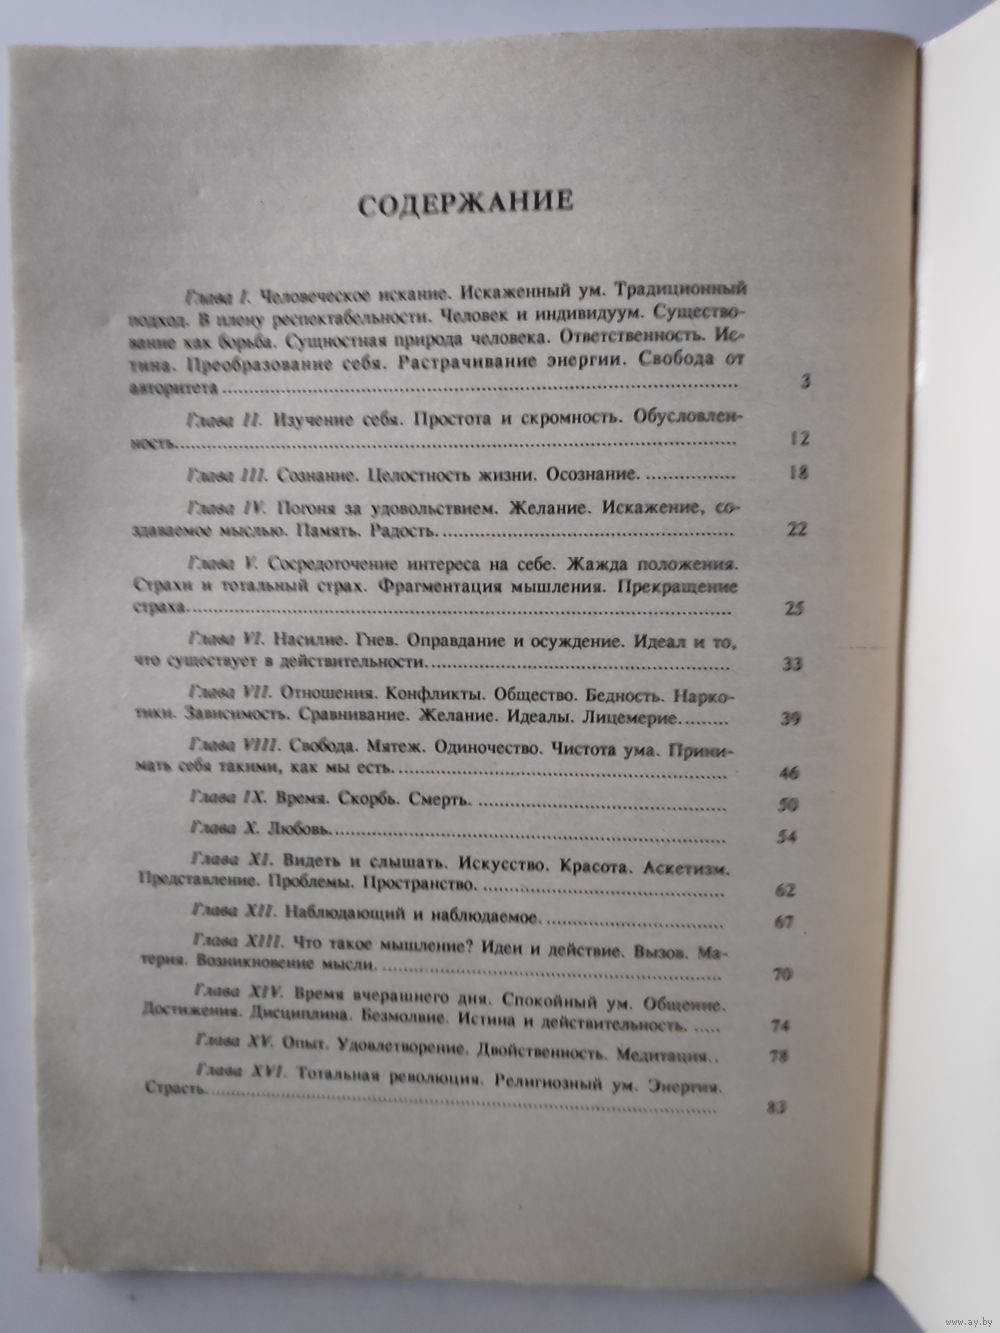 СОДЕРЖАНИЕ
Глава I. Человеческое искание. Искаженный ум. Традиционный
подход. В плену респектабельности. Человек и индивидуум. Существо-
вание как борьба. Сущностная природа человека. Ответственность. Ис-
тина. Преобразование себя. Растрачивание энергии. Свобода от
авторитета........................................................................ 3
Глава II. Изучение себя. Простота и скромность. Обусловлен-
ность............................................................................. 12
Глава III. Сознание. Целостность жизни. Осознание. ................ 18
Глава IV. Погоня за удовольствием. Желание. Искажение, со-
здаваемое мыслью. Память. Радость................................................ 22
Глава V. Сосредоточение интереса на себе. Жажда положения.
Страхи и тотальный страх. Фрагментация мышления. Прекращение
страха............................................................................ 25
Глава VI. Насилие. Гнев. Оправдание и осуждение. Идеал и то,
что существует в действительности................................................ 33
Глава VII. Отношения. Конфликты. Общество. Бедность. Нарко-
тики. Зависимость. Сравнивание. Желание. Идеалы. Лицемерие......... 39
Глава VIII. Свобода. Мятеж. Одиночество. Чистота ума. Прини-
мать себя такими, как мы есть.................................................... 46
Глава IX. Время. Скорбь. Смерть. ....................................... 50
Глава X. Любовь................................................................. 54
Глава XI. Видеть и слышать. Искусство. Красота. Аскетизм.
Представление. Проблемы. Пространство. ....................................... 62
Глава XII. Наблюдающий и наблюдаемое. ............................. 67
Глава XIII. Что такое мышление? Идеи и действие. Вызов. Ма-
терия. Возникновение мысли. ..................................................... 70
Глава XIV. Время вчерашнего дня. Спокойный ум. Общение.
Достижения. Дисциплина. Безмолвие. Истина и действительность. ..... 74
Глава XV. Опыт. Удовлетворение. Двойственность. Медитация.. 78
Глава XVI. Тотальная революция. Религиозный ум. Энергия.
Страсть........................................................................... 83
www.ay.by